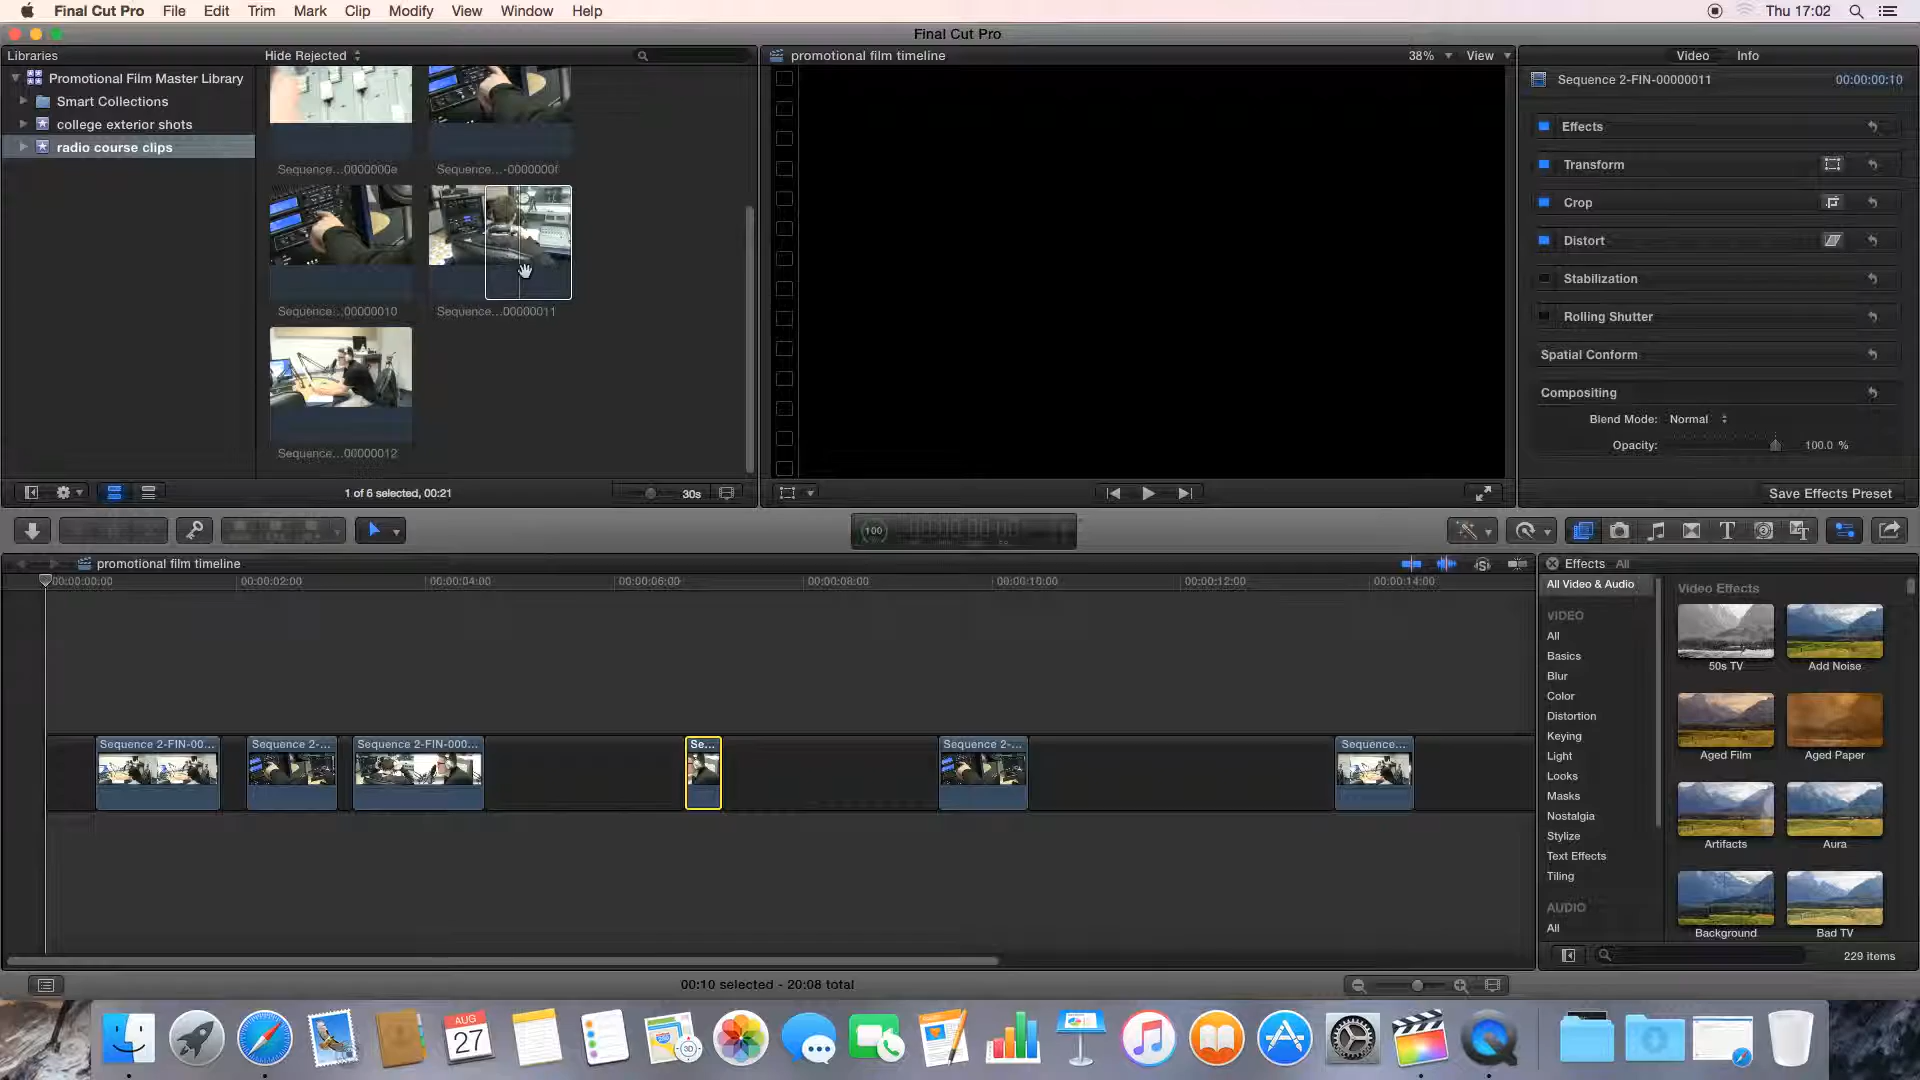 Final Cut Pro File Edit Trim Mark Clip Modify View Window Help Thu 17:02
Final Cut Pro
Libraries Hide Rejected promotional film timeline 38% View Video Info
Promotional Film Master Library
Smart Collections
college exterior shots
radio course clips
Sequence...0000000e Sequence...-0000000f
Sequence...00000010 Sequence...00000011
Sequence...00000012
Sequence 2-FIN-00000011 00:00:00:10
Effects
Transform
Crop
Distort
Stabilization
Rolling Shutter
Spatial Conform
Compositing
Blend Mode: Normal
Opacity: 100.0 %
1 of 6 selected, 00:21 30s Save Effects Preset
100
promotional film timeline
00:00:00:00 00:00:02:00 00:00:04:00 00:00:06:00 00:00:08:00 00:00:10:00 00:00:12:00 00:00:14:00
Sequence 2-FIN-00... Sequence 2-... Sequence 2-FIN-000... Se... Sequence 2-... Sequence...
Effects All
All Video & Audio
VIDEO
All
Basics
Blur
Color
Distortion
Keying
Light
Looks
Masks
Nostalgia
Stylize
Text Effects
Tiling
AUDIO
All
Video Effects
50s TV Add Noise
Aged Film Aged Paper
Artifacts Aura
Background Bad TV
229 items
00:10 selected - 20:08 total
AUG
27